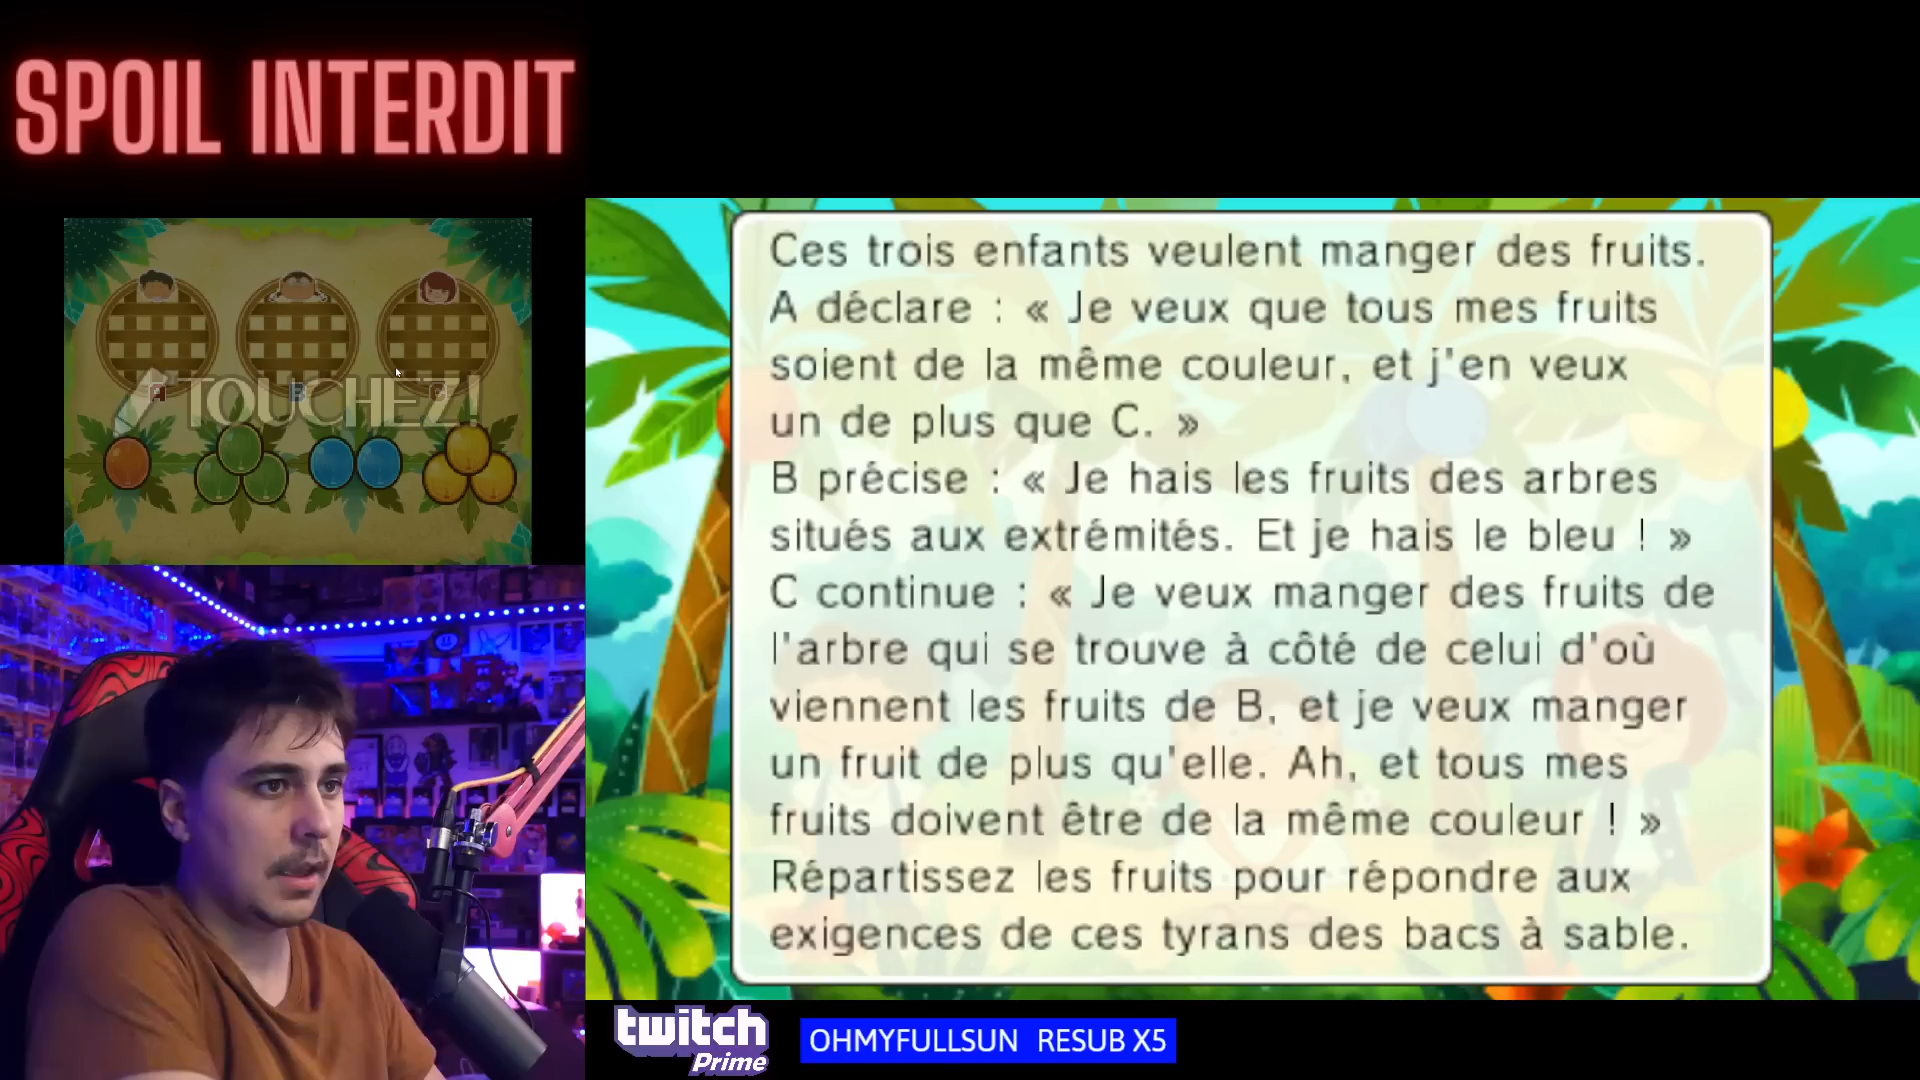 SPOIL INTERDIT
Ces trois enfants veulent manger des fruits.
A déclare : « Je veux que tous mes fruits
soient de la même couleur, et j'en veux
un de plus que C. »
B précise : « Je hais les fruits des arbres
situés aux extrémités. Et je hais le bleu ! »
C continue : « Je veux manger des fruits de
l'arbre qui se trouve à côté de celui d'où
viennent les fruits de B, et je veux manger
un fruit de plus qu'elle. Ah, et tous mes
fruits doivent être de la même couleur ! »
Répartissez les fruits pour répondre aux
exigences de ces tyrans des bacs à sable.
A B
TOUCHEZ!
twitch
Prime
OHMYFULLSUN RESUB X5